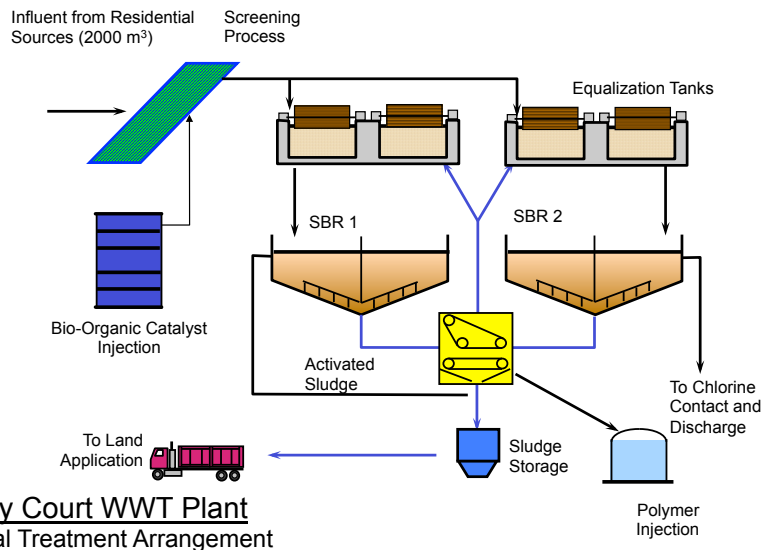 Influent from Residential
Sources (2000 m³)
Screening
Process
Equalization Tanks
SBR 1
SBR 2
Bio-Organic Catalyst
Injection
Activated
Sludge
To Chlorine
Contact and
Discharge
To Land
Application
Sludge
Storage
Polymer
Injection
Court WWT Plant
Treatment Arrangement